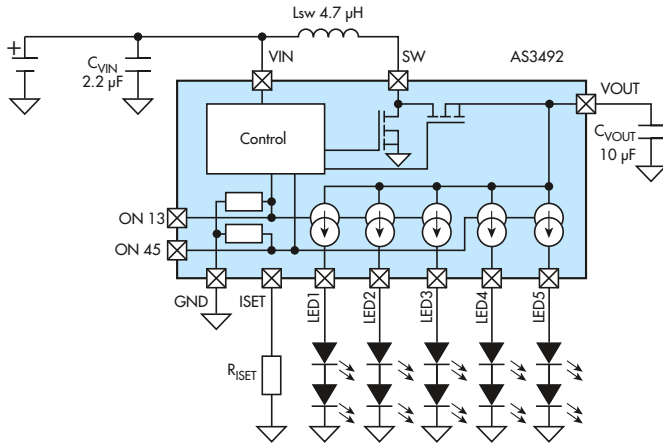 Lsw 4.7 µH
+
CVIN
2.2 µF
VIN
SW
AS3492
VOUT
CVOUT
10 µF
Control
ON 13
ON 45
GND
ISET
LED1
LED2
LED3
LED4
LED5
RISET